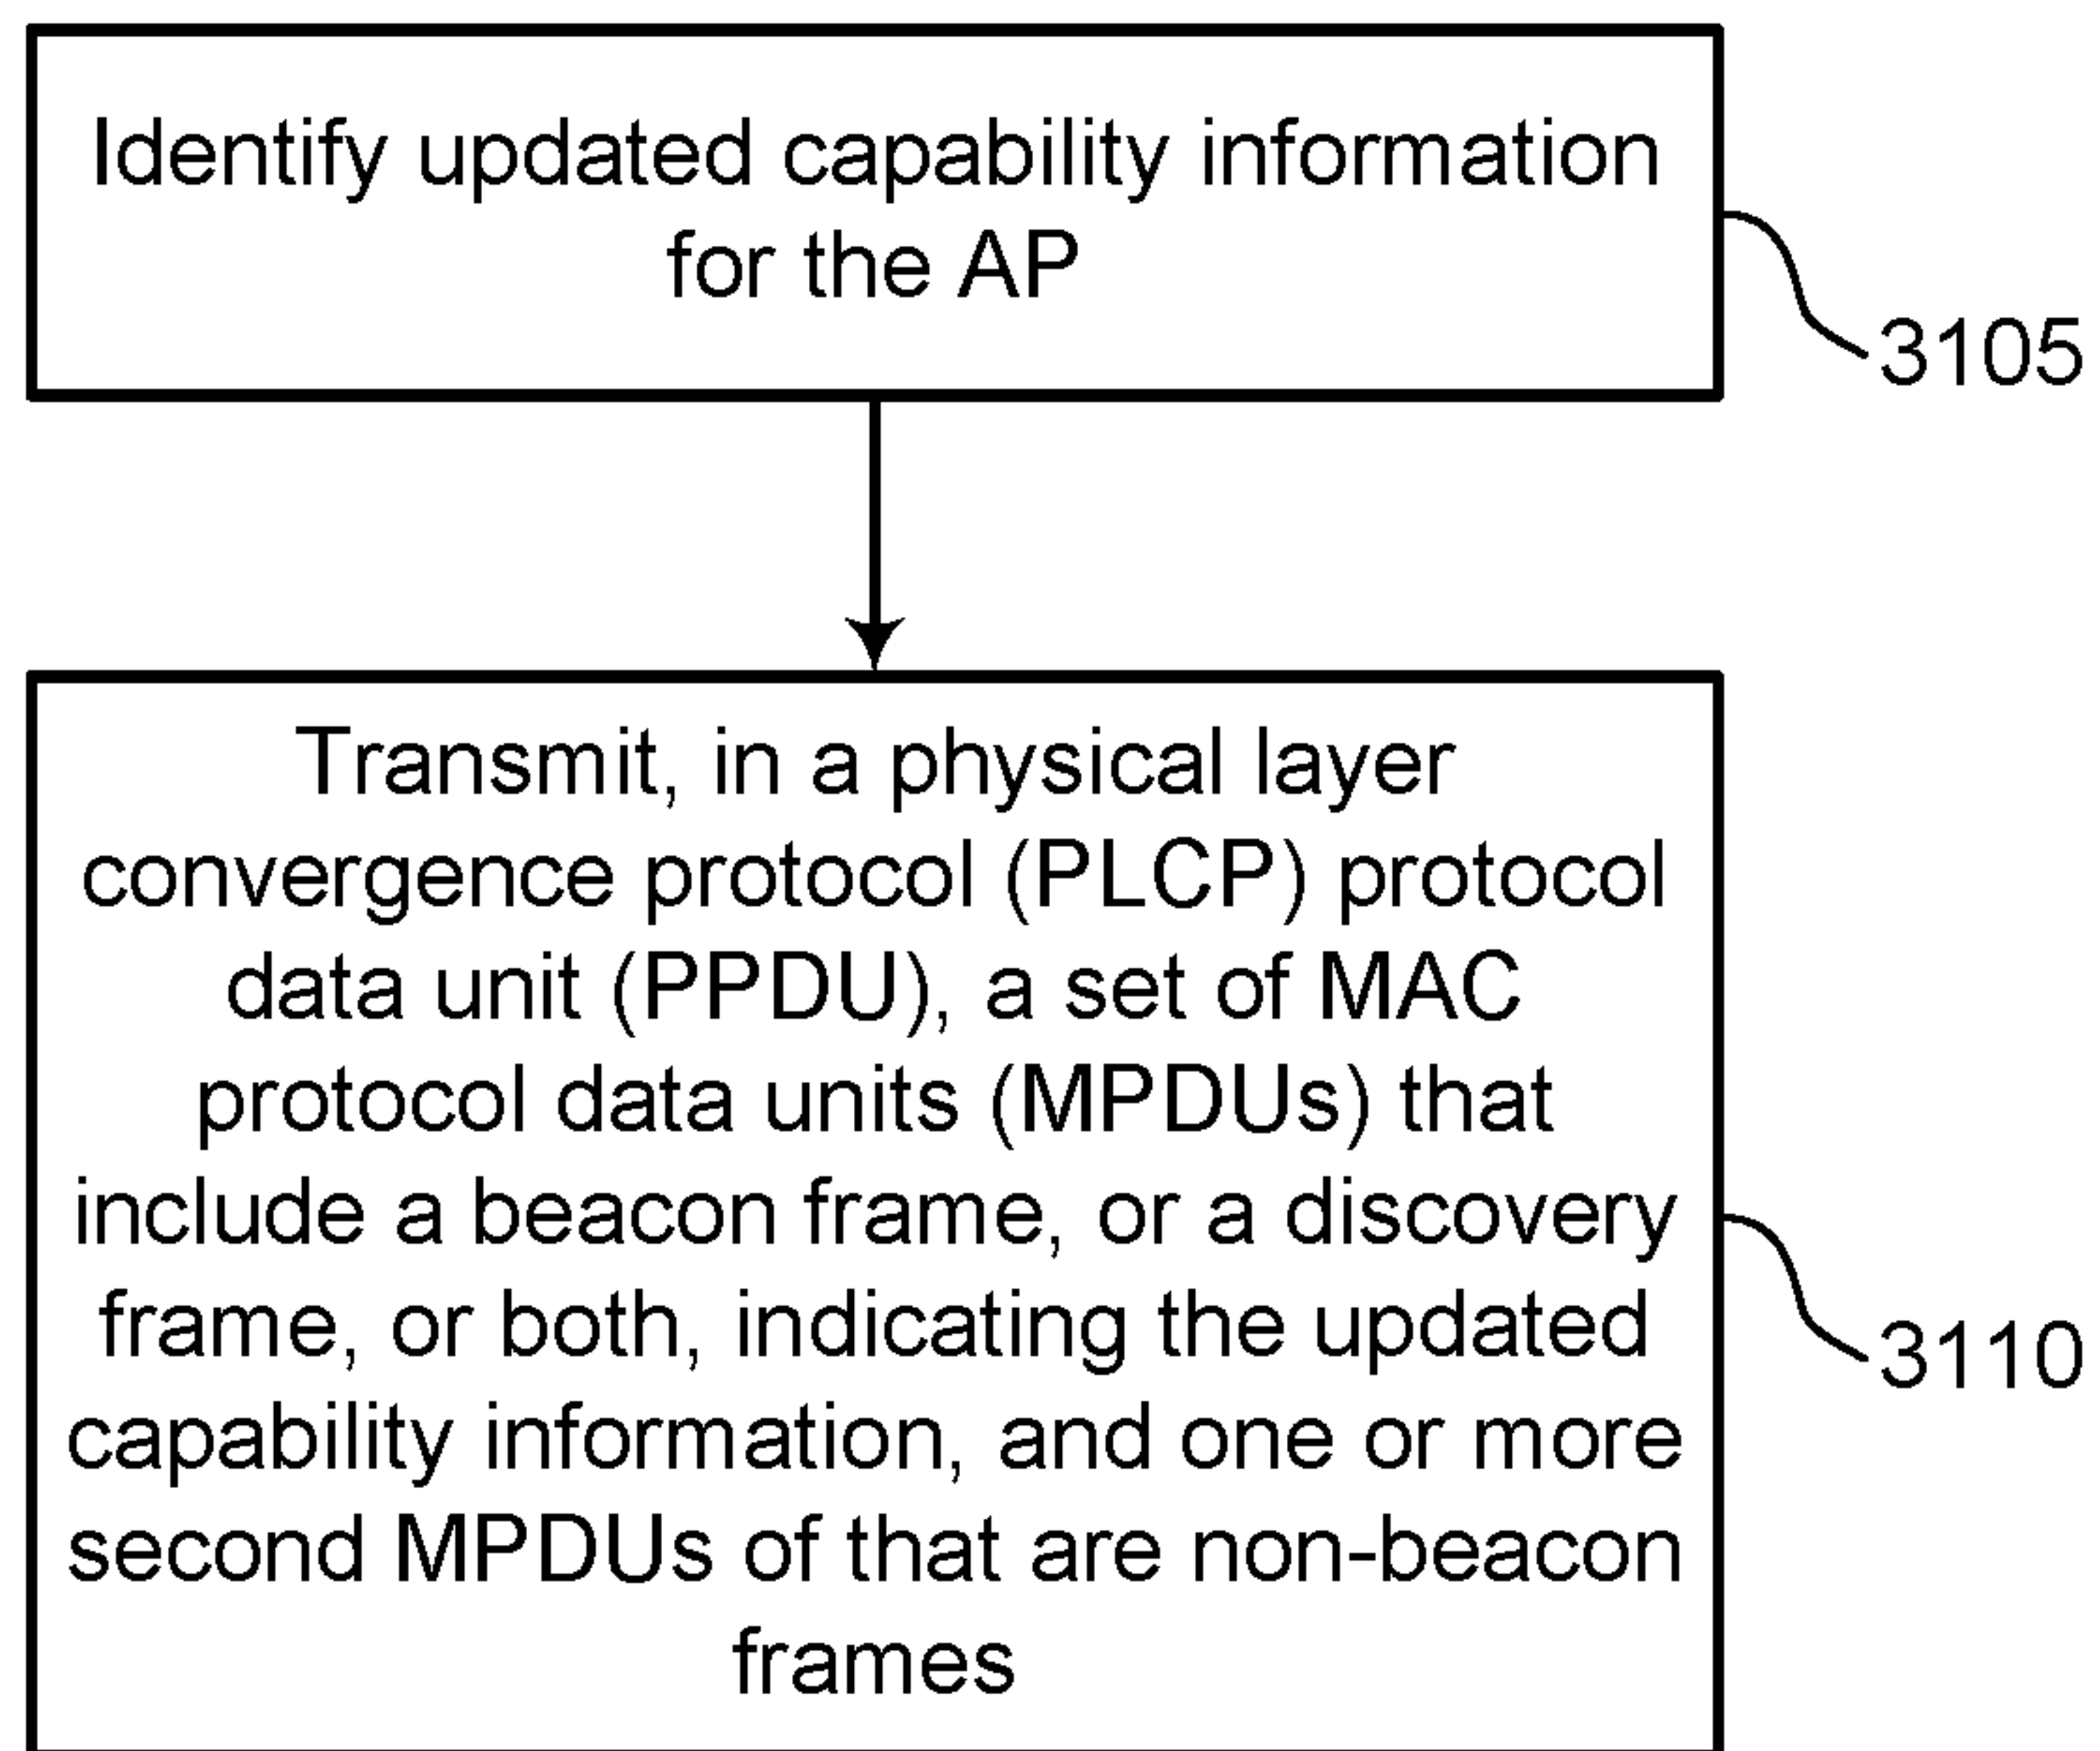 Identify updated capability information
for the AP
3105
Transmit, in a physical layer
convergence protocol (PLCP) protocol
data unit (PPDU), a set of MAC
protocol data units (MPDUs) that
include a beacon frame, or a discovery
frame, or both, indicating the updated
capability information, and one or more
second MPDUs of that are non-beacon
frames
3110